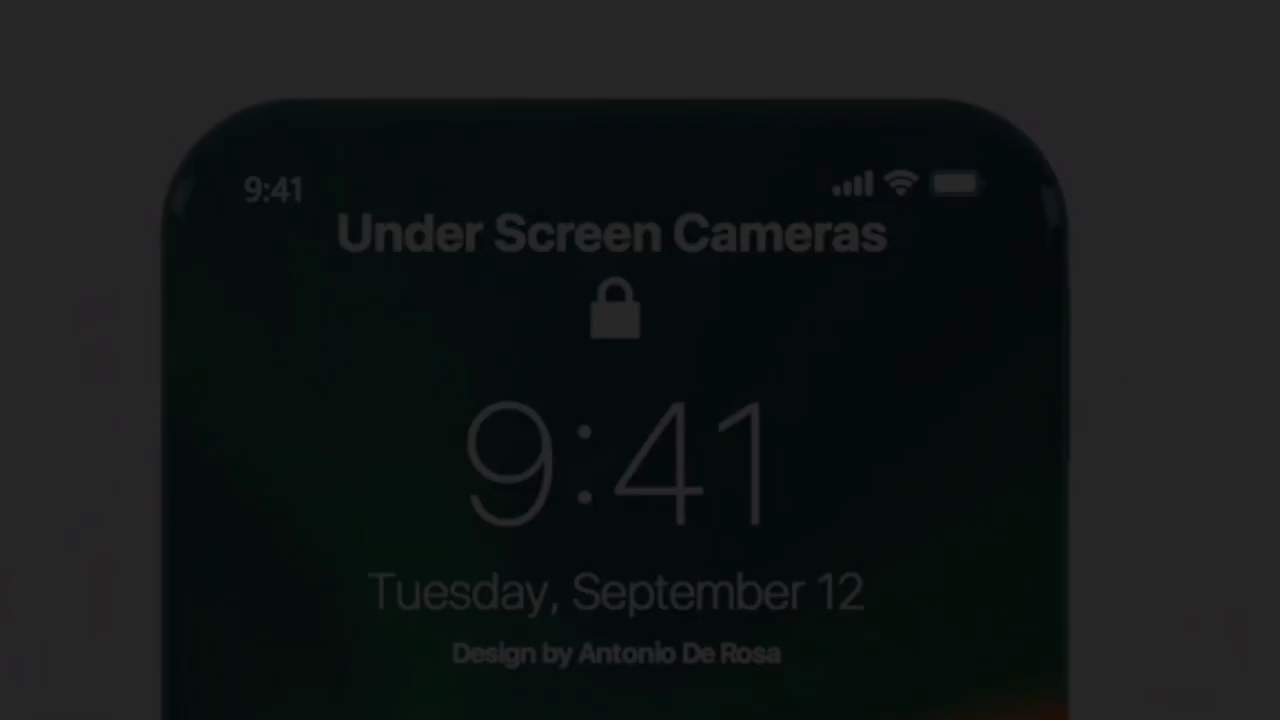 9:41
Under Screen Cameras
9:41
Tuesday, September 12
Design by Antonio De Rosa